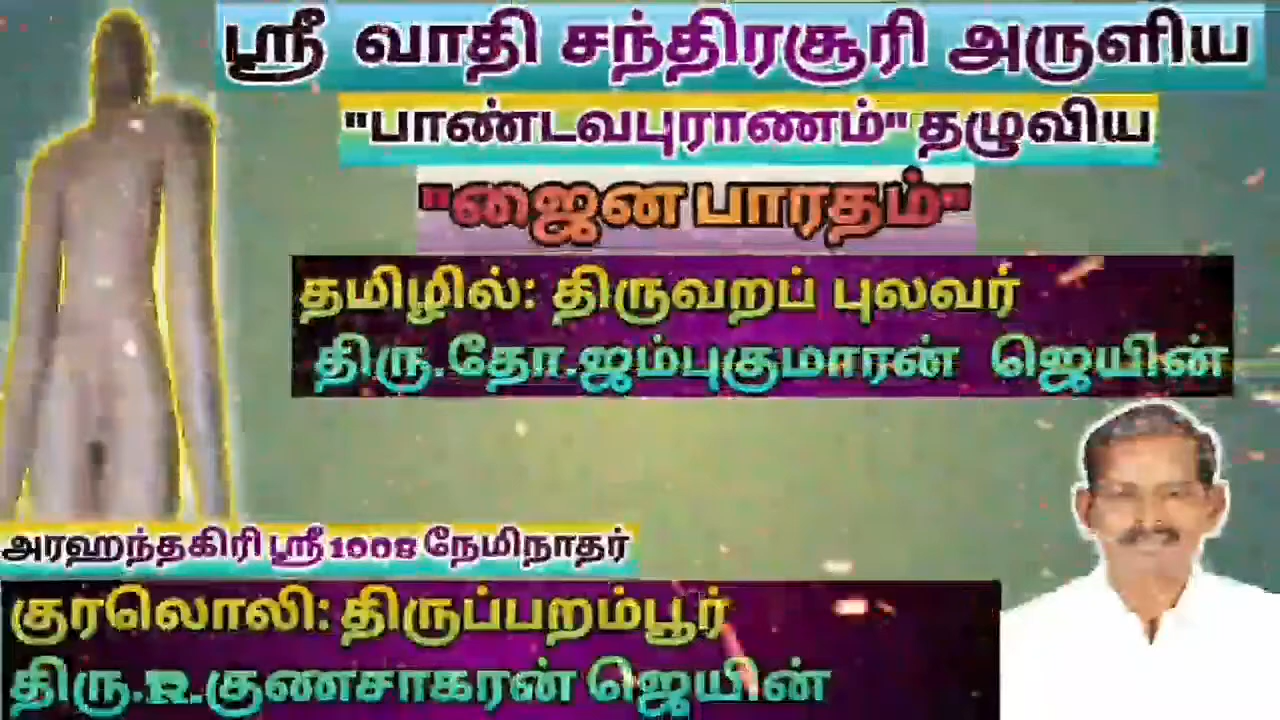 ஸ்ரீ வாதி சந்திரசூரி அருளிய
"பாண்டவபுராணம்" தழுவிய
"ஜைன பாரதம்"
தமிழில்: திருவறப் புலவர்
திரு.தோ.ஜம்புகுமாரன் ஜெயின்
அரஹந்தகிரி ஸ்ரீ 1008 நேமிநாதர்
குரலொலி: திருப்பறம்பூர்
திரு.R.குணசாகரன் ஜெயின்